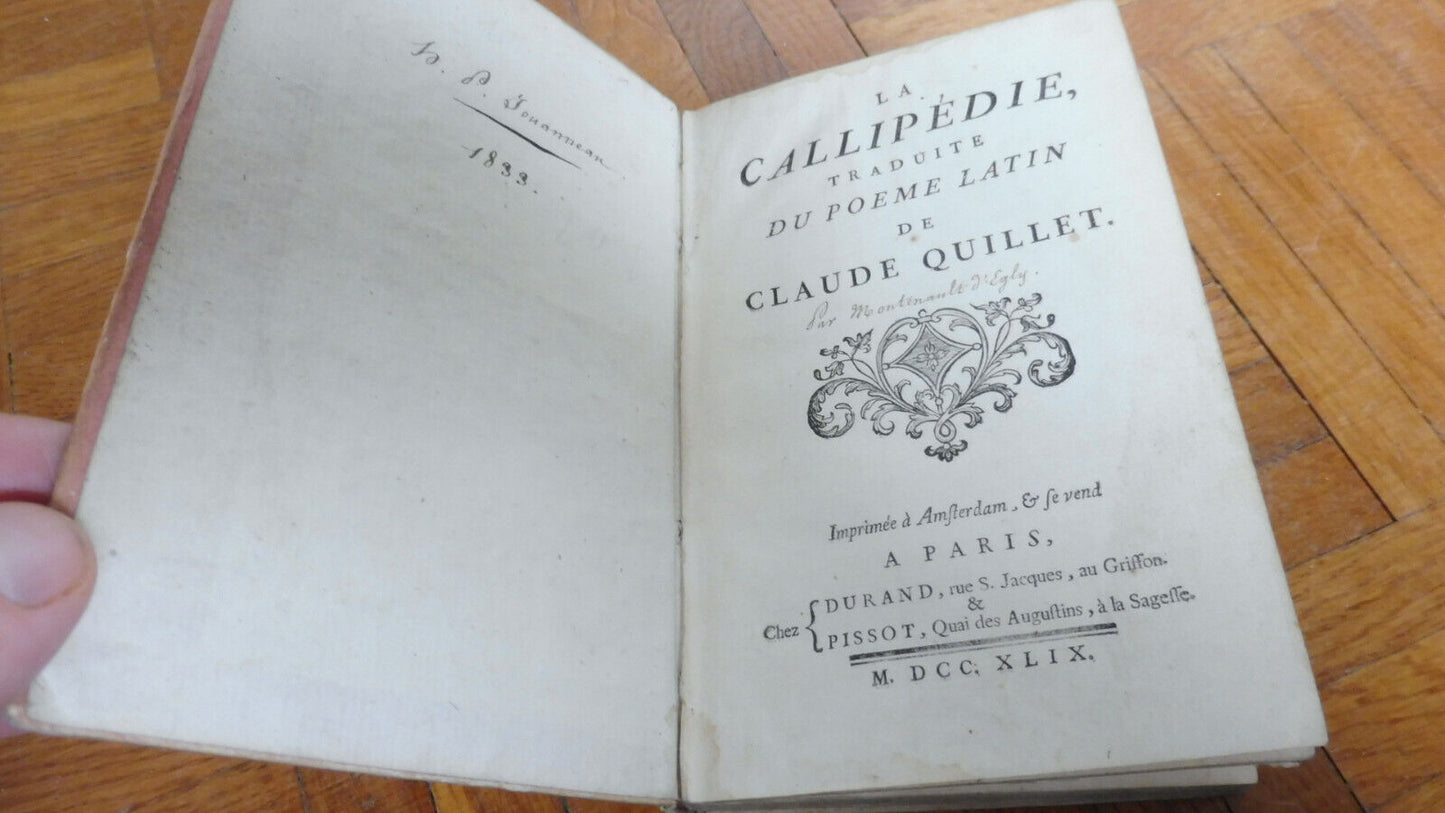 h. P. Jouanneau
1833.
LA
CALLIPÉDIE,
TRADUITE
DU POEME LATIN
DE
CLAUDE QUILLET.
Par Montenault d'Egly.
Imprimée à Amſterdam, & ſe vend
A PARIS,
Chez { DURAND, rue S. Jacques, au Griffon.
&
PISSOT, Quai des Auguſtins, à la Sageſſe.
M. DCC. XLIX.